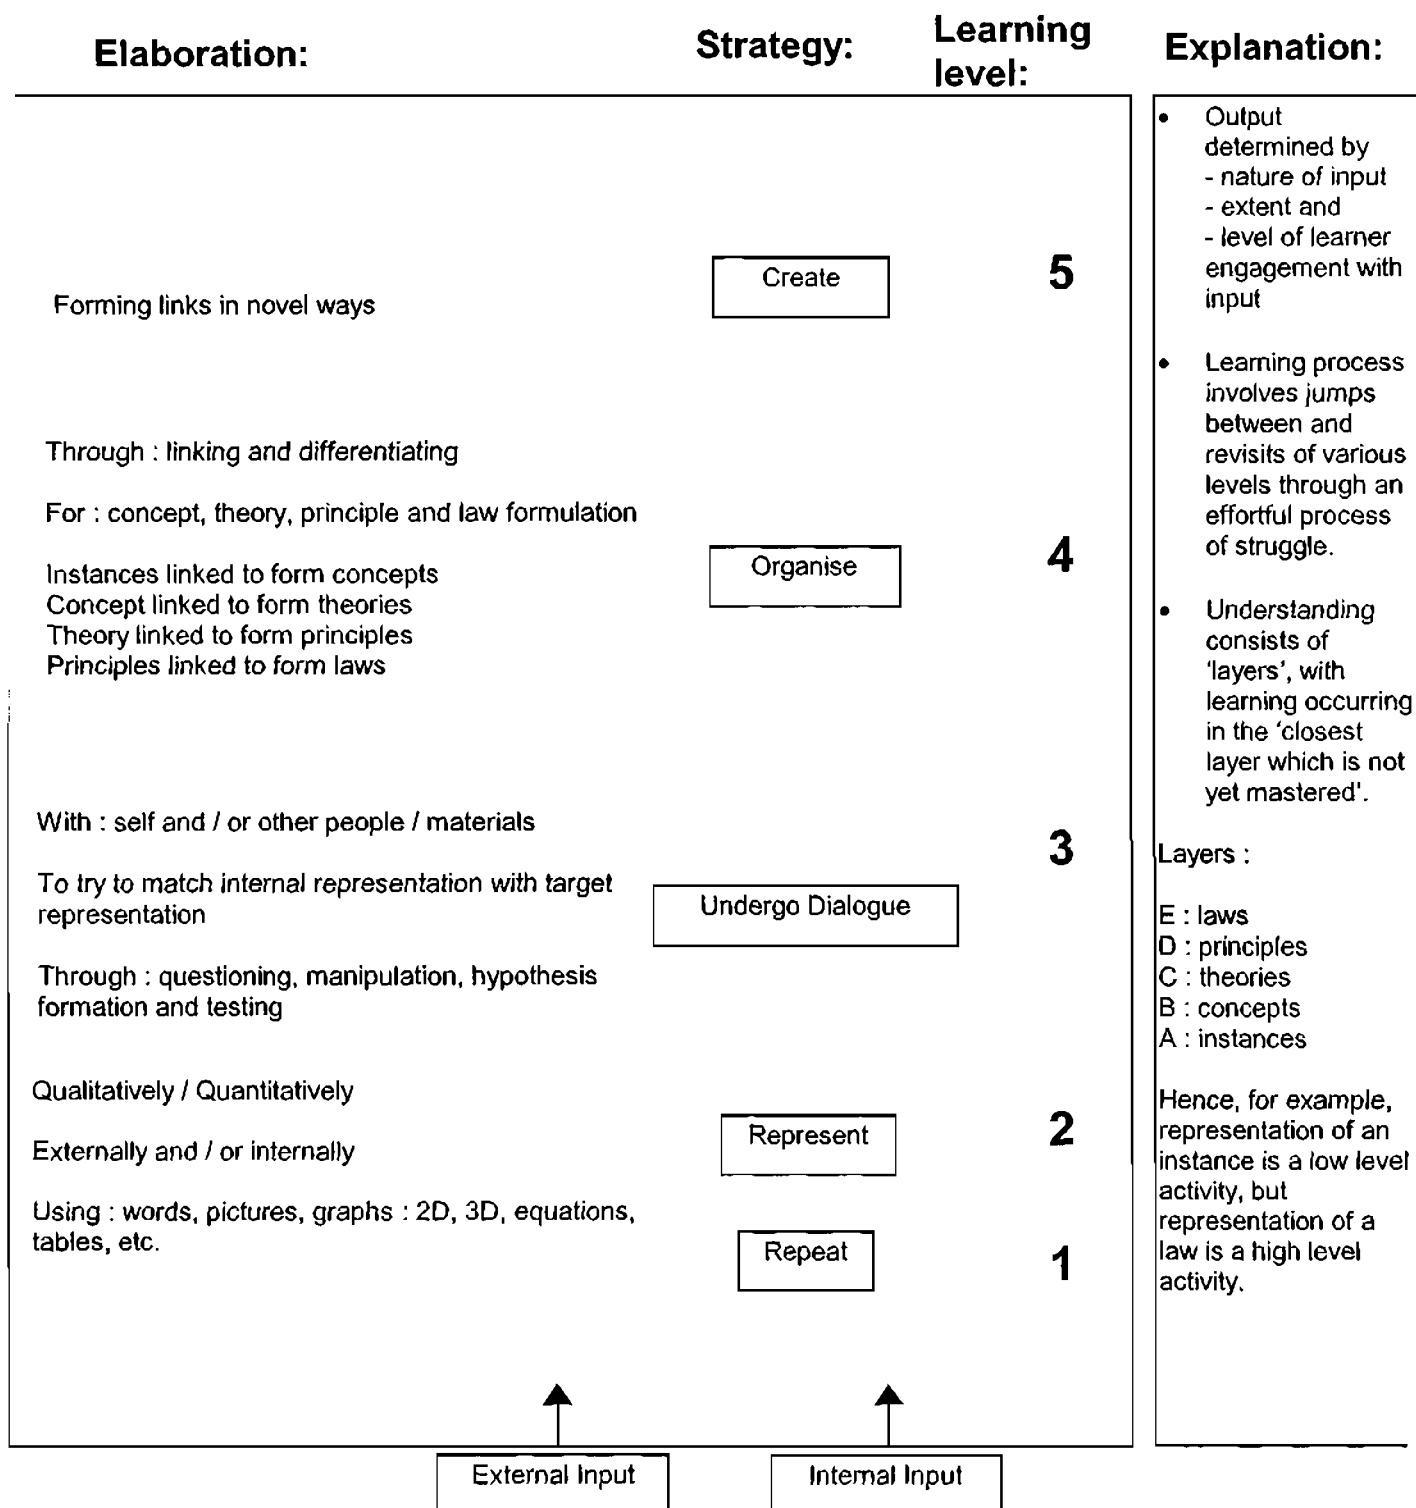 Elaboration:
Strategy:
Learning
level:
Explanation:
Forming links in novel ways
Create
5
Through : linking and differentiating
For : concept, theory, principle and law formulation
Instances linked to form concepts
Concept linked to form theories
Theory linked to form principles
Principles linked to form laws
Organise
4
With : self and / or other people / materials
To try to match internal representation with target
representation
Through : questioning, manipulation, hypothesis
formation and testing
Undergo Dialogue
3
Qualitatively / Quantitatively
Externally and / or internally
Using : words, pictures, graphs : 2D, 3D, equations,
tables, etc.
Represent
2
Repeat
1
External Input
Internal Input
• Output
determined by
- nature of input
- extent and
- level of learner
engagement with
input
• Learning process
involves jumps
between and
revisits of various
levels through an
effortful process
of struggle.
• Understanding
consists of
'layers', with
learning occurring
in the 'closest
layer which is not
yet mastered'.
Layers :
E : laws
D : principles
C : theories
B : concepts
A : instances
Hence, for example,
representation of an
instance is a low level
activity, but
representation of a
law is a high level
activity.